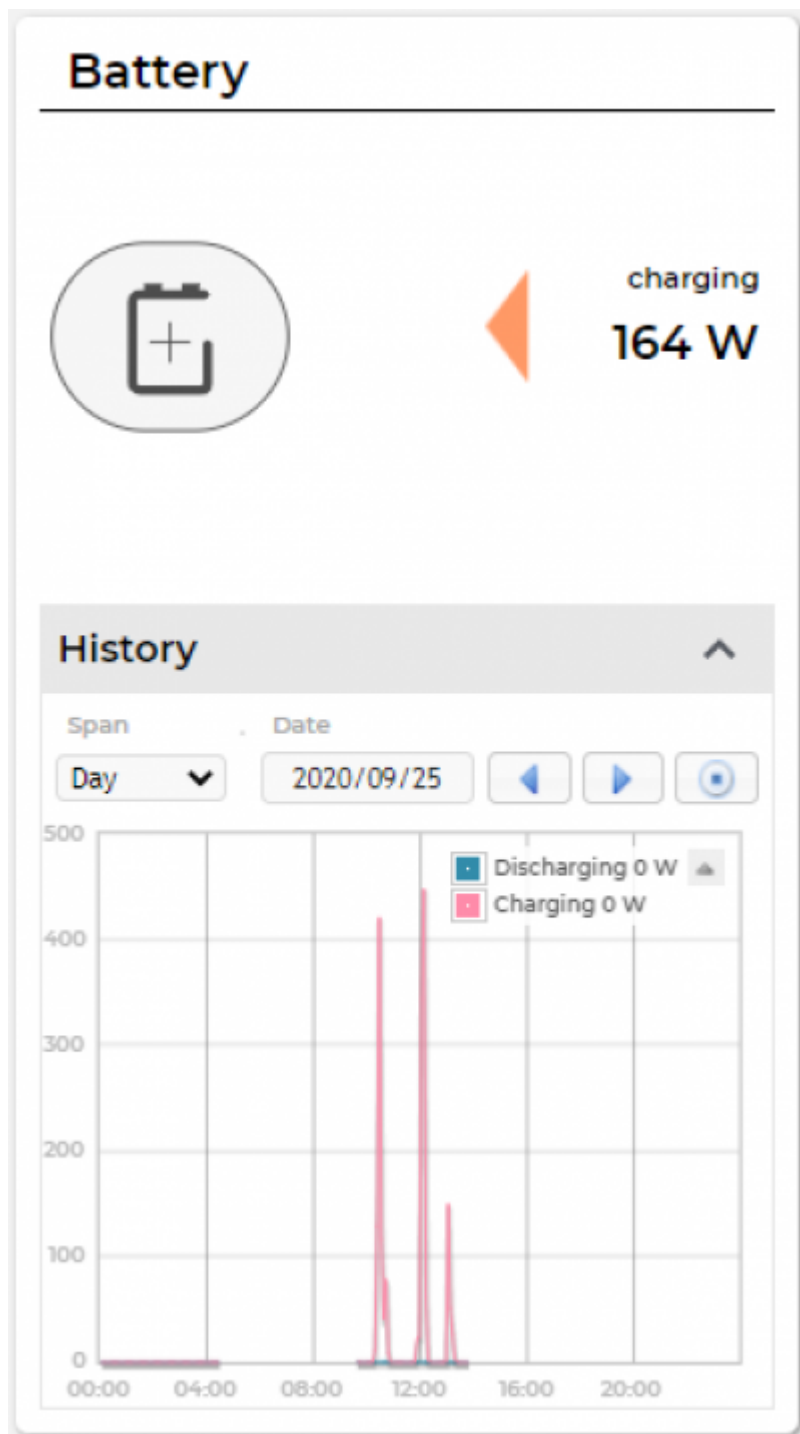 Battery
charging
164 W
History
Span . Date
Day 2020/09/25
500
Discharging 0 W
Charging 0 W
400
300
200
100
0
00:00 04:00 08:00 12:00 16:00 20:00